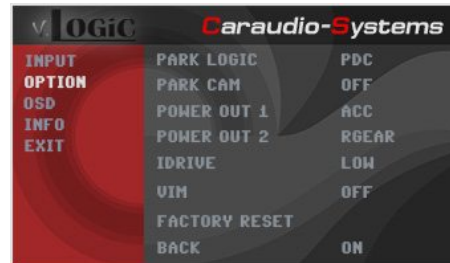 V.LOGiC Caraudio-Systems
INPUT
OPTION
OSD
INFO
EXIT
PARK LOGIC PDC
PARK CAM OFF
POWER OUT 1 ACC
POWER OUT 2 RGEAR
IDRIVE LOW
VIM OFF
FACTORY RESET
BACK ON